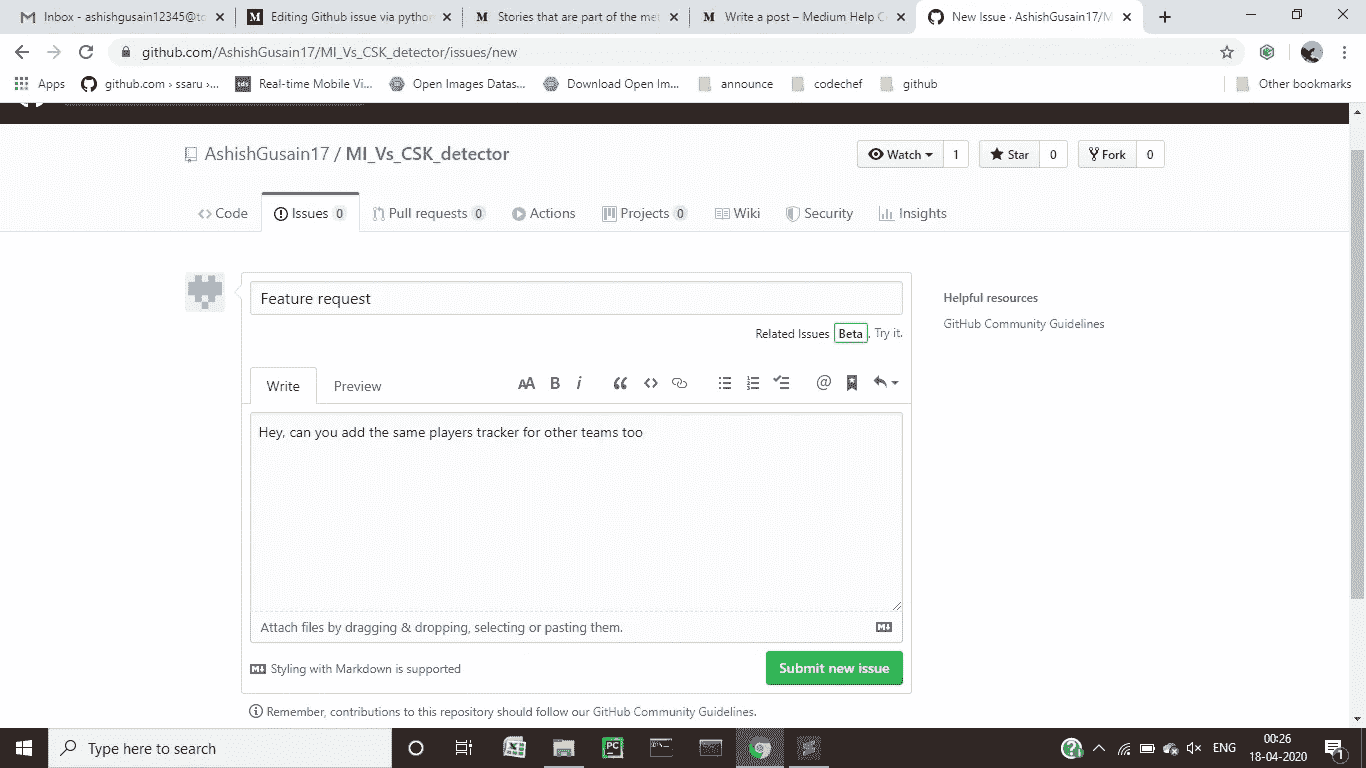 Inbox - ashishgusain12345@tc
Editing Github issue via python
Stories that are part of the met
Write a post – Medium Help C
New Issue · AshishGusain17/M
github.com/AshishGusain17/MI_Vs_CSK_detector/issues/new
Apps
github.com › ssaru ›...
tds
Real-time Mobile Vi...
Open Images Datas...
Download Open Im...
announce
codechef
github
Other bookmarks
AshishGusain17 / MI_Vs_CSK_detector
Watch 1
Star 0
Fork 0
Code
Issues 0
Pull requests 0
Actions
Projects 0
Wiki
Security
Insights
Feature request
Related Issues Beta. Try it.
Helpful resources
GitHub Community Guidelines
Write
Preview
Hey, can you add the same players tracker for other teams too
Attach files by dragging & dropping, selecting or pasting them.
Styling with Markdown is supported
Submit new issue
Remember, contributions to this repository should follow our GitHub Community Guidelines.
Type here to search
ENG
00:26
18-04-2020
1